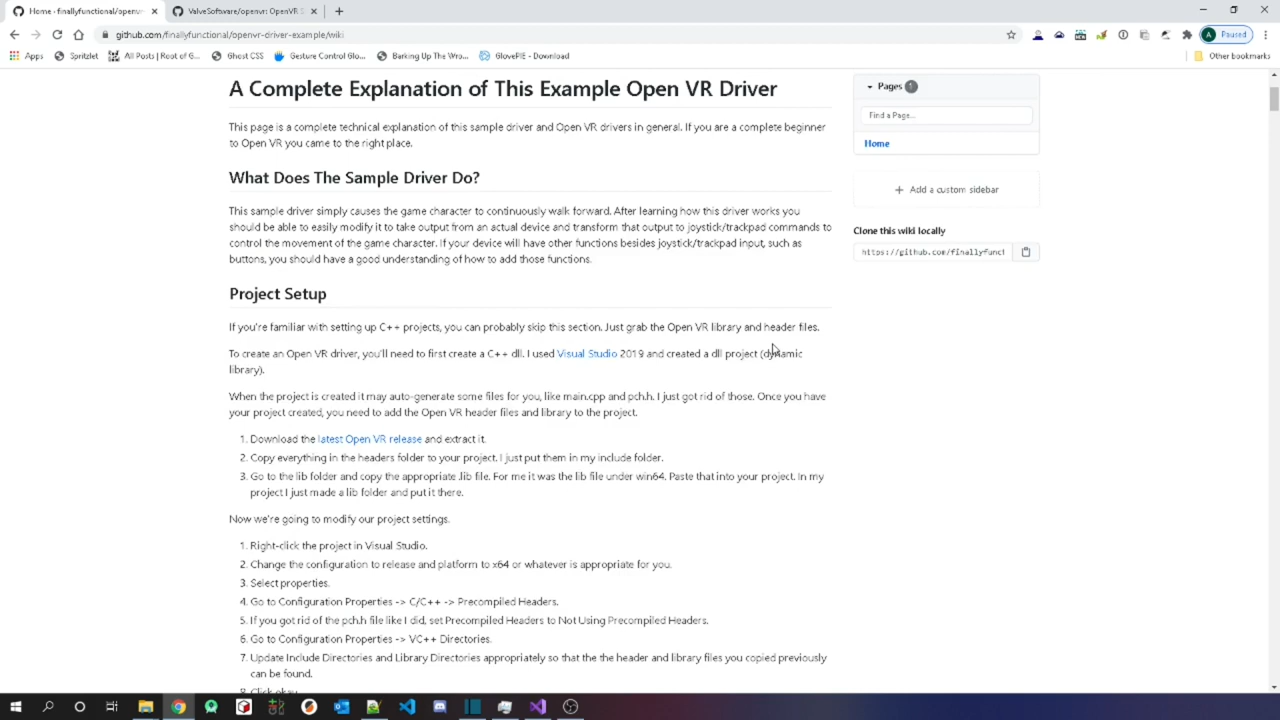 Home · finallyfunctional/openvr-
ValveSoftware/openvr: OpenVR S
github.com/finallyfunctional/openvr-driver-example/wiki
Paused
Apps
Spritzlet
All Posts | Root of G...
Ghost CSS
Gesture Control Glo...
Barking Up The Wro...
GlovePIE - Download
Other bookmarks
A Complete Explanation of This Example Open VR Driver
This page is a complete technical explanation of this sample driver and Open VR drivers in general. If you are a complete beginner
to Open VR you came to the right place.
What Does The Sample Driver Do?
This sample driver simply causes the game character to continuously walk forward. After learning how this driver works you
should be able to easily modify it to take output from an actual device and transform that output to joystick/trackpad commands to
control the movement of the game character. If your device will have other functions besides joystick/trackpad input, such as
buttons, you should have a good understanding of how to add those functions.
Project Setup
If you're familiar with setting up C++ projects, you can probably skip this section. Just grab the Open VR library and header files.
To create an Open VR driver, you'll need to first create a C++ dll. I used Visual Studio 2019 and created a dll project (dynamic
library).
When the project is created it may auto-generate some files for you, like main.cpp and pch.h. I just got rid of those. Once you have
your project created, you need to add the Open VR header files and library to the project.
1. Download the latest Open VR release and extract it.
2. Copy everything in the headers folder to your project. I just put them in my include folder.
3. Go to the lib folder and copy the appropriate .lib file. For me it was the lib file under win64. Paste that into your project. In my
project I just made a lib folder and put it there.
Now we're going to modify our project settings.
1. Right-click the project in Visual Studio.
2. Change the configuration to release and platform to x64 or whatever is appropriate for you.
3. Select properties.
4. Go to Configuration Properties -> C/C++ -> Precompiled Headers.
5. If you got rid of the pch.h file like I did, set Precompiled Headers to Not Using Precompiled Headers.
6. Go to Configuration Properties -> VC++ Directories.
7. Update Include Directories and Library Directories appropriately so that the the header and library files you copied previously
can be found.
8. Click okay.
Pages 1
Find a Page...
Home
+ Add a custom sidebar
Clone this wiki locally
https://github.com/finallyfuncti